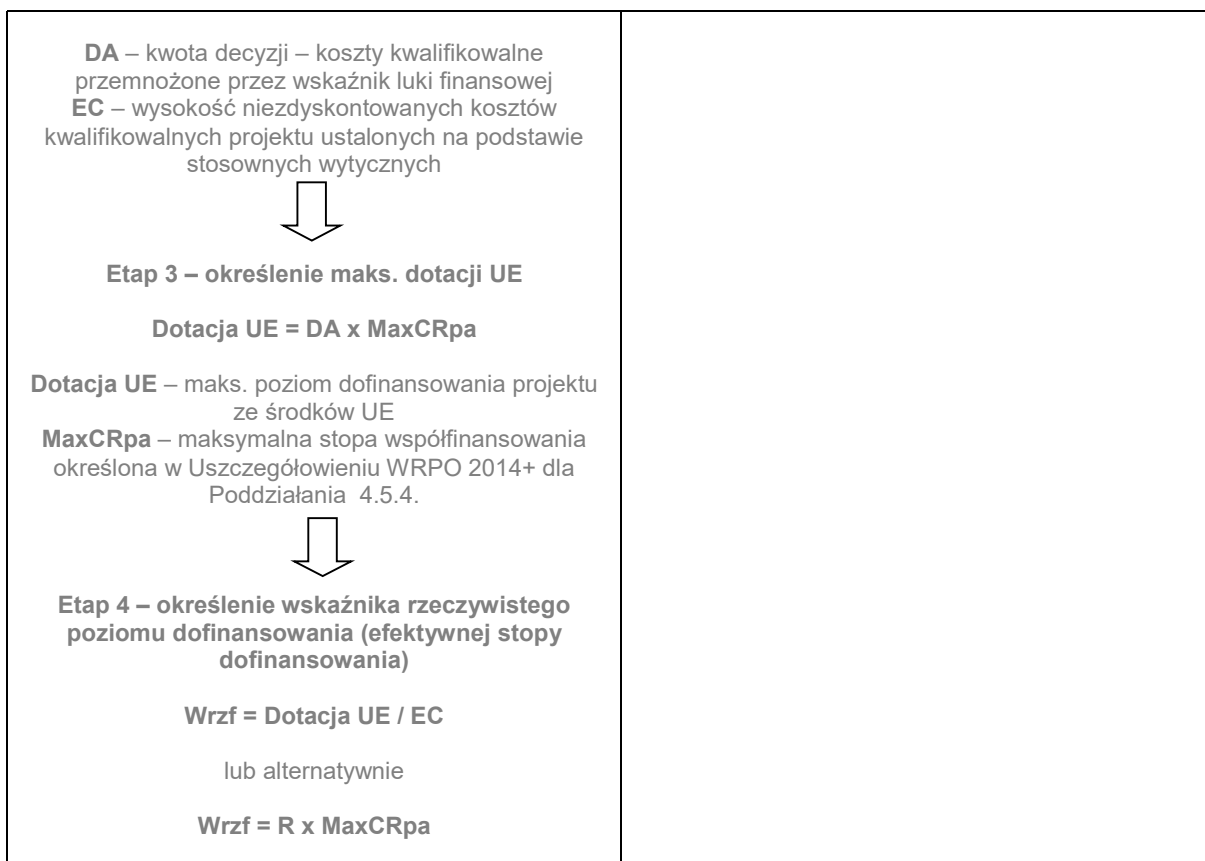 DA – kwota decyzji – koszty kwalifikowalne
przemnożone przez wskaźnik luki finansowej
EC – wysokość niezdyskontowanych kosztów
kwalifikowalnych projektu ustalonych na podstawie
stosownych wytycznych
Etap 3 – określenie maks. dotacji UE
Dotacja UE = DA x MaxCRpa
Dotacja UE – maks. poziom dofinansowania projektu
ze środków UE
MaxCRpa – maksymalna stopa współfinansowania
określona w Uszczegółowieniu WRPO 2014+ dla
Poddziałania 4.5.4.
Etap 4 – określenie wskaźnika rzeczywistego
poziomu dofinansowania (efektywnej stopy
dofinansowania)
Wrzf = Dotacja UE / EC
lub alternatywnie
Wrzf = R x MaxCRpa